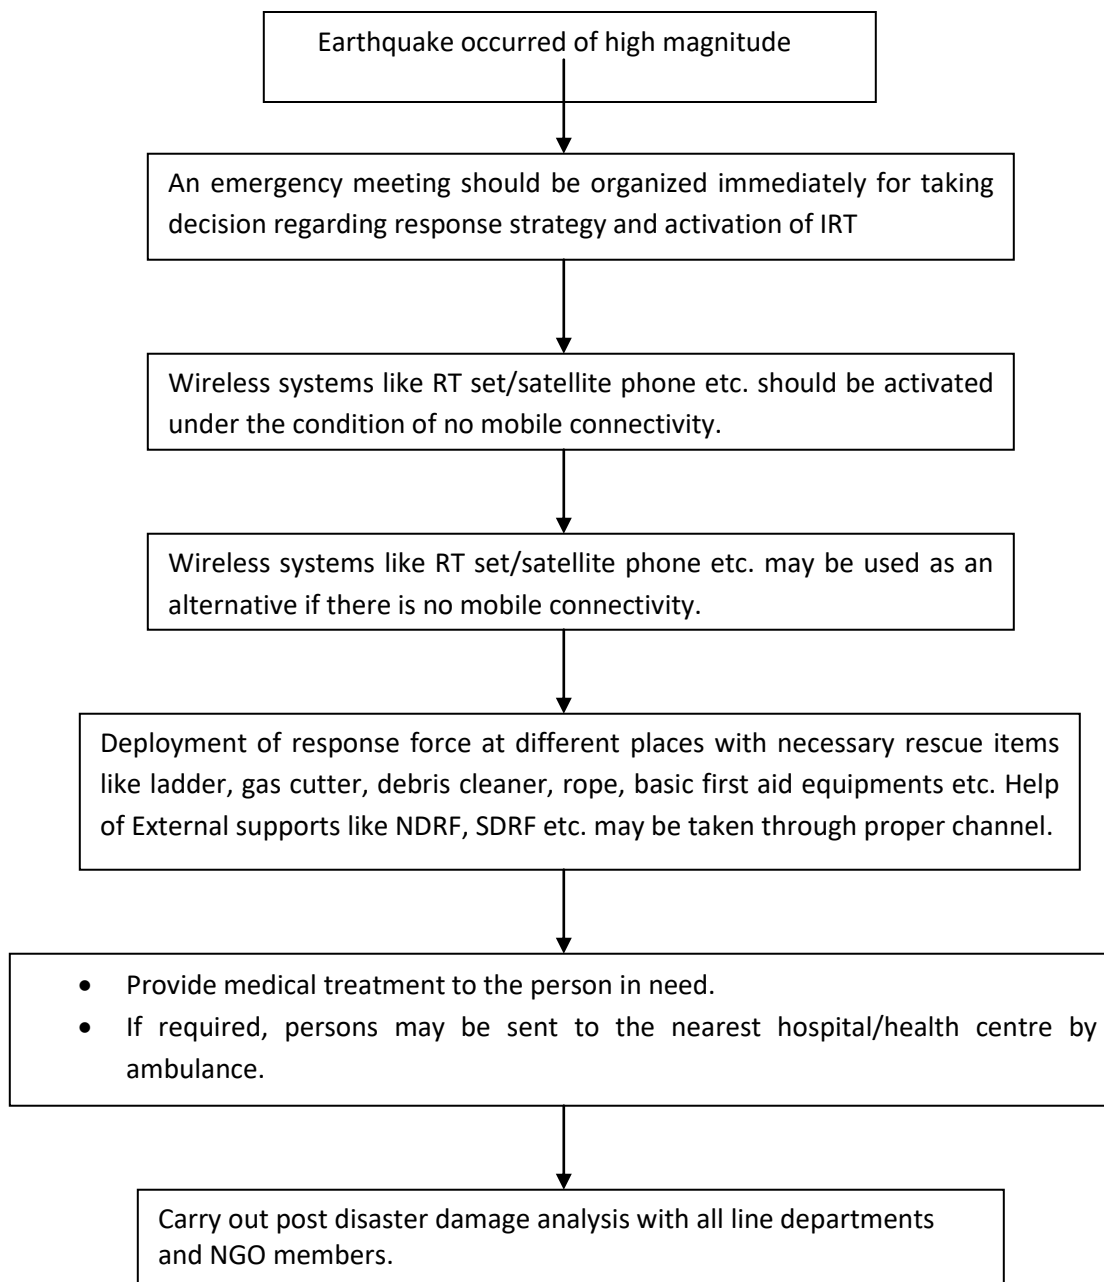 Earthquake occurred of high magnitude
An emergency meeting should be organized immediately for taking
decision regarding response strategy and activation of IRT
Wireless systems like RT set/satellite phone etc. should be activated
under the condition of no mobile connectivity.
Wireless systems like RT set/satellite phone etc. may be used as an
alternative if there is no mobile connectivity.
Deployment of response force at different places with necessary rescue items
like ladder, gas cutter, debris cleaner, rope, basic first aid equipments etc. Help
of External supports like NDRF, SDRF etc. may be taken through proper channel.
• Provide medical treatment to the person in need.
• If required, persons may be sent to the nearest hospital/health centre by
ambulance.
Carry out post disaster damage analysis with all line departments
and NGO members.